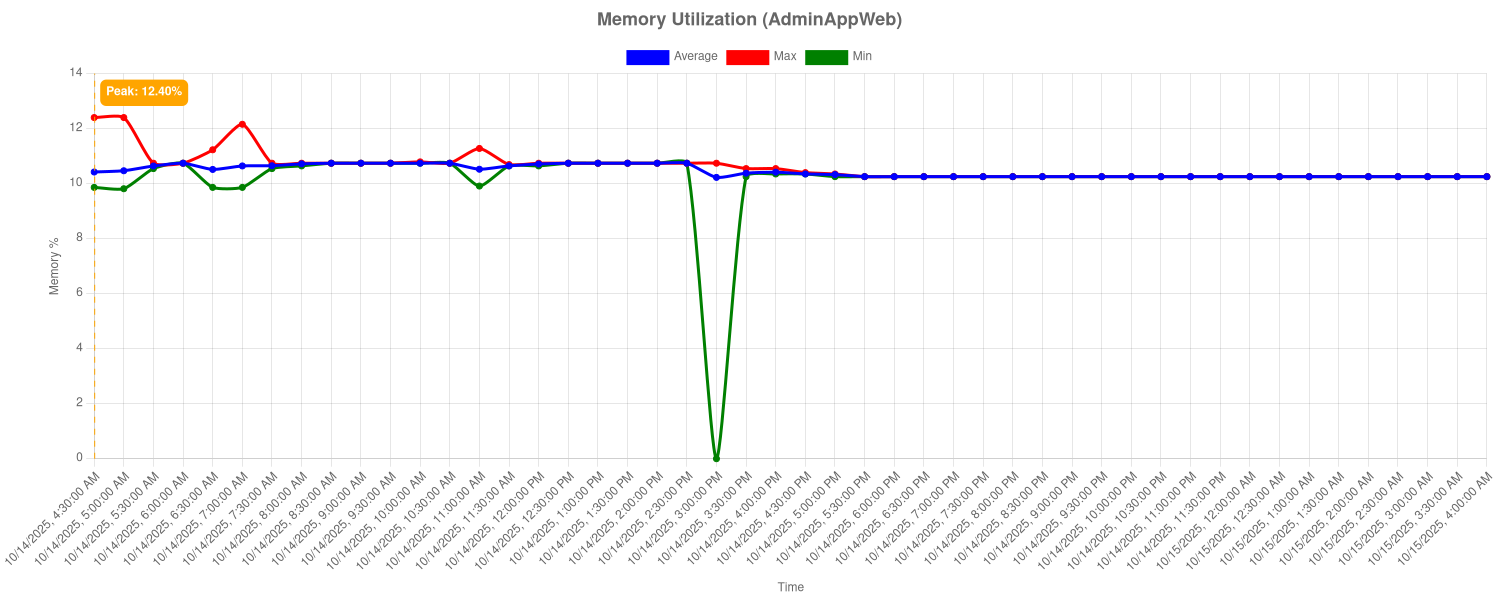 Memory Utilization (AdminAppWeb)
Average Max Min
Peak: 12.40%
14
12
10
8
6
4
2
0
Memory %
10/14/2025, 4:30:00 AM
10/14/2025, 5:00:00 AM
10/14/2025, 5:30:00 AM
10/14/2025, 6:00:00 AM
10/14/2025, 6:30:00 AM
10/14/2025, 7:00:00 AM
10/14/2025, 7:30:00 AM
10/14/2025, 8:00:00 AM
10/14/2025, 8:30:00 AM
10/14/2025, 9:00:00 AM
10/14/2025, 9:30:00 AM
10/14/2025, 10:00:00 AM
10/14/2025, 10:30:00 AM
10/14/2025, 11:00:00 AM
10/14/2025, 11:30:00 AM
10/14/2025, 12:00:00 PM
10/14/2025, 12:30:00 PM
10/14/2025, 1:00:00 PM
10/14/2025, 1:30:00 PM
10/14/2025, 2:00:00 PM
10/14/2025, 2:30:00 PM
10/14/2025, 3:00:00 PM
10/14/2025, 3:30:00 PM
10/14/2025, 4:00:00 PM
10/14/2025, 4:30:00 PM
10/14/2025, 5:00:00 PM
10/14/2025, 5:30:00 PM
10/14/2025, 6:00:00 PM
10/14/2025, 6:30:00 PM
10/14/2025, 7:00:00 PM
10/14/2025, 7:30:00 PM
10/14/2025, 8:00:00 PM
10/14/2025, 8:30:00 PM
10/14/2025, 9:00:00 PM
10/14/2025, 9:30:00 PM
10/14/2025, 10:00:00 PM
10/14/2025, 10:30:00 PM
10/14/2025, 11:00:00 PM
10/14/2025, 11:30:00 PM
10/15/2025, 12:00:00 AM
10/15/2025, 12:30:00 AM
10/15/2025, 1:00:00 AM
10/15/2025, 1:30:00 AM
10/15/2025, 2:00:00 AM
10/15/2025, 2:30:00 AM
10/15/2025, 3:00:00 AM
10/15/2025, 3:30:00 AM
10/15/2025, 4:00:00 AM
Time